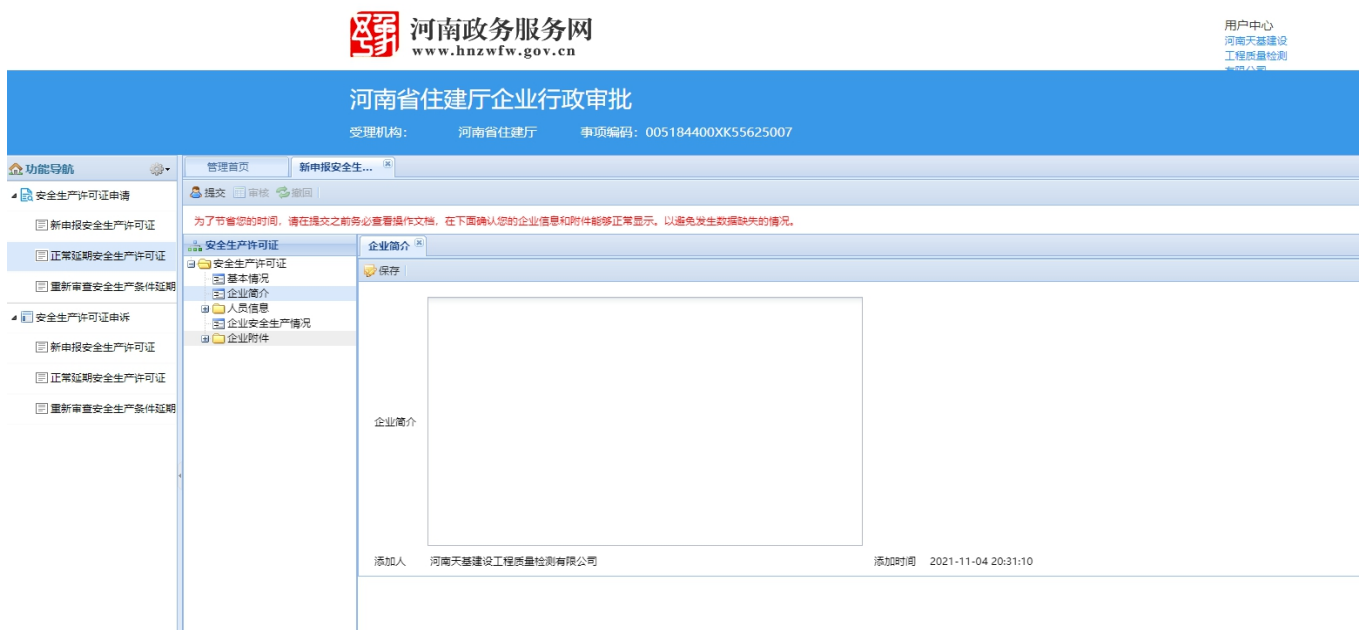 河南政务服务网
www.hnzwfw.gov.cn
用户中心
河南天基建设
工程质量检测
有限公司
河南省住建厅企业行政审批
受理机构： 河南省住建厅 事项编码：005184400XK55625007
功能导航
安全生产许可证申请
新申报安全生产许可证
正常延期安全生产许可证
重新审查安全生产条件延期
安全生产许可证申诉
新申报安全生产许可证
正常延期安全生产许可证
重新审查安全生产条件延期
管理首页 新申报安全生...
提交 审核 撤回
为了节省您的时间，请在提交之前务必查看操作文档，在下面确认您的企业信息和附件能够正常显示。以避免发生数据缺失的情况。
安全生产许可证
安全生产许可证
基本情况
企业简介
人员信息
企业安全生产情况
企业附件
企业简介
保存
企业简介
添加人 河南天基建设工程质量检测有限公司 添加时间 2021-11-04 20:31:10